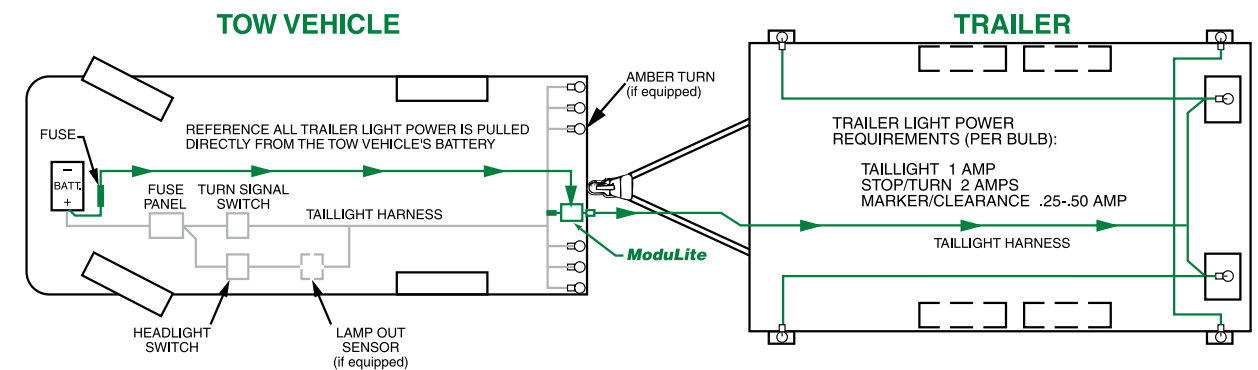 TOW VEHICLE
TRAILER
AMBER TURN
(if equipped)
FUSE
REFERENCE ALL TRAILER LIGHT POWER IS PULLED
DIRECTLY FROM THE TOW VEHICLE'S BATTERY
TRAILER LIGHT POWER
REQUIREMENTS (PER BULB):
TAILLIGHT 1 AMP
STOP/TURN 2 AMPS
MARKER/CLEARANCE .25-.50 AMP
–
BATT.
+
FUSE
PANEL
TURN SIGNAL
SWITCH
TAILLIGHT HARNESS
TAILLIGHT HARNESS
ModuLite
HEADLIGHT
SWITCH
LAMP OUT
SENSOR
(if equipped)